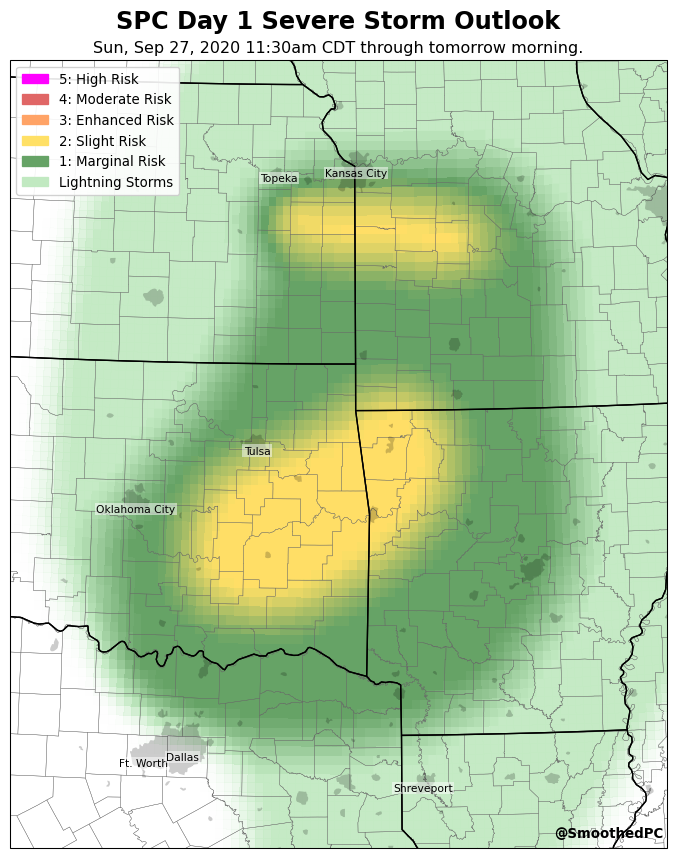 SPC Day 1 Severe Storm Outlook
Sun, Sep 27, 2020 11:30am CDT through tomorrow morning.
5: High Risk
4: Moderate Risk
3: Enhanced Risk
2: Slight Risk
1: Marginal Risk
Lightning Storms
Topeka
Kansas City
Tulsa
Oklahoma City
Dallas
Ft. Worth
Shreveport
@SmoothedPC